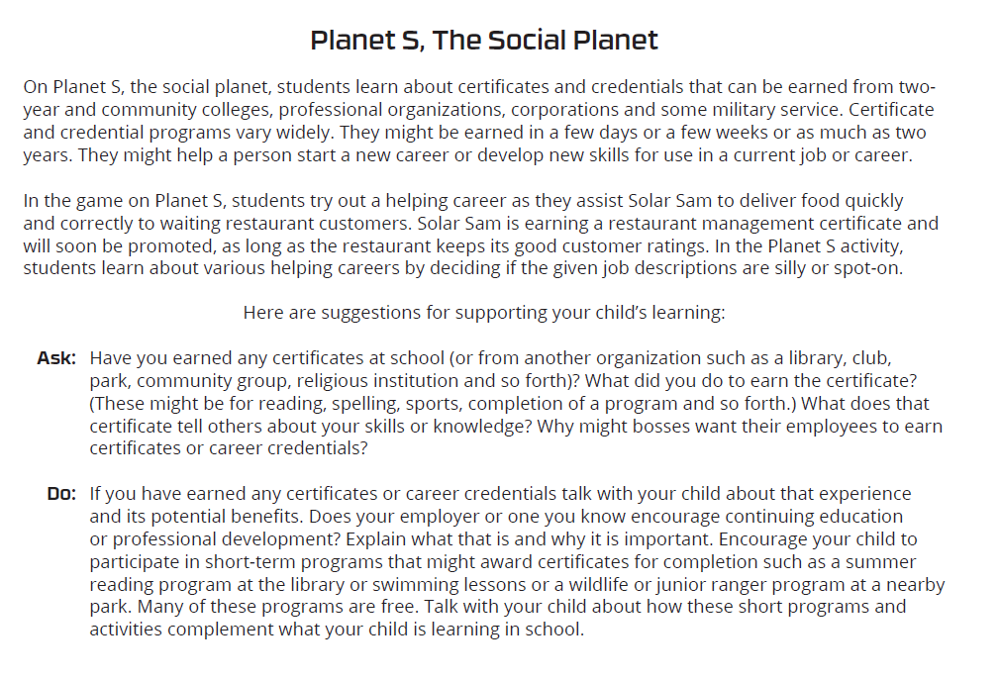 Planet S, The Social Planet
On Planet S, the social planet, students learn about certificates and credentials that can be earned from two-
year and community colleges, professional organizations, corporations and some military service. Certificate
and credential programs vary widely. They might be earned in a few days or a few weeks or as much as two
years. They might help a person start a new career or develop new skills for use in a current job or career.
In the game on Planet S, students try out a helping career as they assist Solar Sam to deliver food quickly
and correctly to waiting restaurant customers. Solar Sam is earning a restaurant management certificate and
will soon be promoted, as long as the restaurant keeps its good customer ratings. In the Planet S activity,
students learn about various helping careers by deciding if the given job descriptions are silly or spot-on.
Here are suggestions for supporting your child’s learning:
Ask: Have you earned any certificates at school (or from another organization such as a library, club,
park, community group, religious institution and so forth)? What did you do to earn the certificate?
(These might be for reading, spelling, sports, completion of a program and so forth.) What does that
certificate tell others about your skills or knowledge? Why might bosses want their employees to earn
certificates or career credentials?
Do: If you have earned any certificates or career credentials talk with your child about that experience
and its potential benefits. Does your employer or one you know encourage continuing education
or professional development? Explain what that is and why it is important. Encourage your child to
participate in short-term programs that might award certificates for completion such as a summer
reading program at the library or swimming lessons or a wildlife or junior ranger program at a nearby
park. Many of these programs are free. Talk with your child about how these short programs and
activities complement what your child is learning in school.